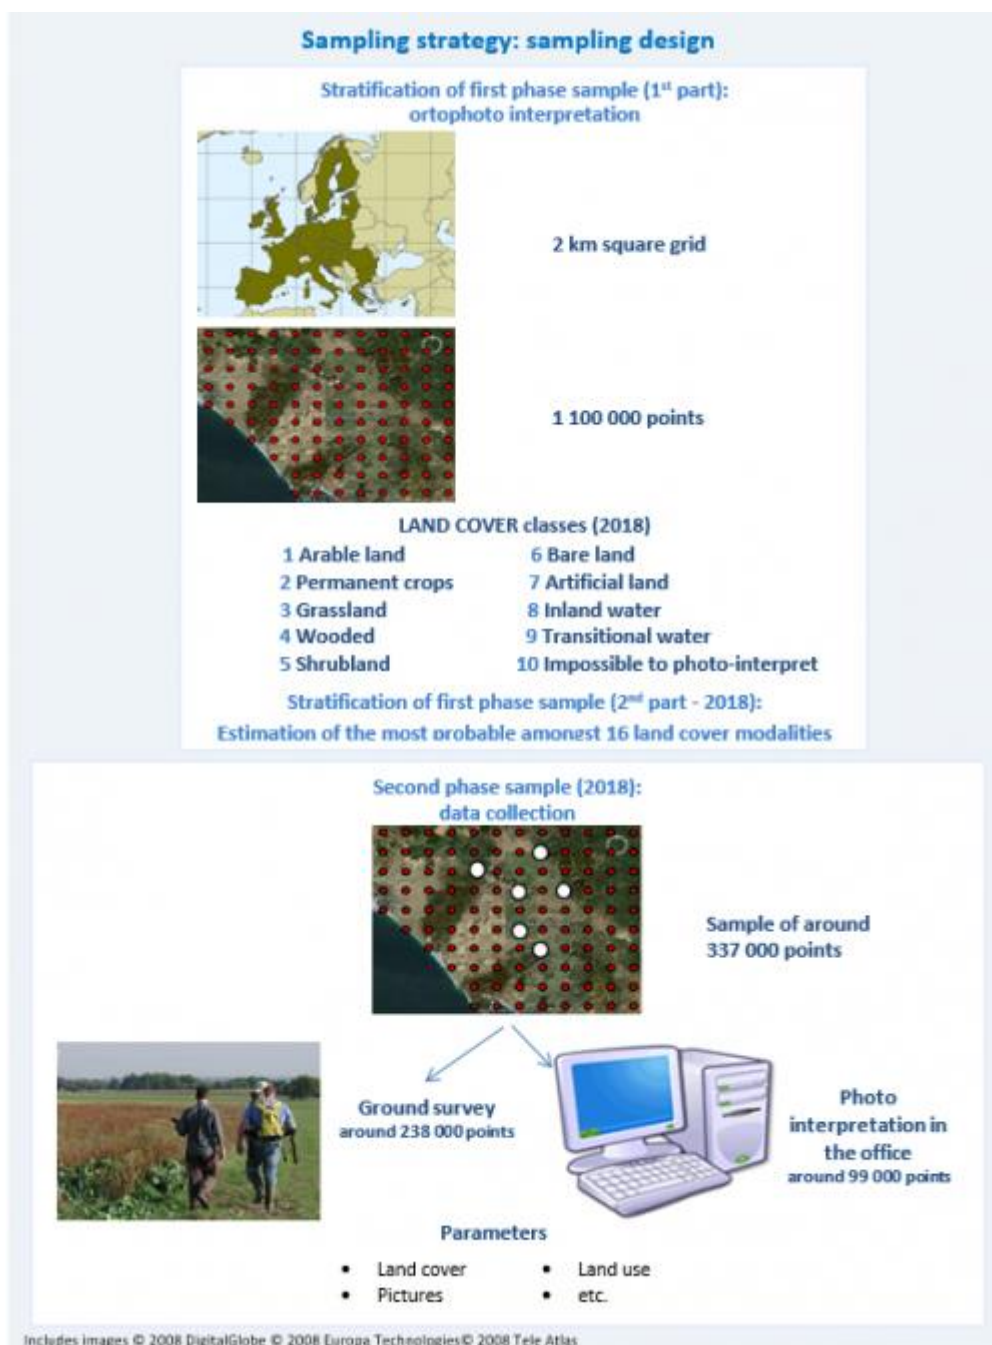 Sampling strategy: sampling design
Stratification of first phase sample (1st part):
ortophoto interpretation
2 km square grid
1 100 000 points
LAND COVER classes (2018)
1 Arable land
2 Permanent crops
3 Grassland
4 Wooded
5 Shrubland
6 Bare land
7 Artificial land
8 Inland water
9 Transitional water
10 Impossible to photo-interpret
Stratification of first phase sample (2nd part - 2018):
Estimation of the most probable amongst 16 land cover modalities
Second phase sample (2018):
data collection
Sample of around
337 000 points
Ground survey
around 238 000 points
Photo
interpretation in
the office
around 99 000 points
Parameters
• Land cover
• Pictures
• Land use
• etc.
Includes images © 2008 DigitalGlobe © 2008 Europa Technologies© 2008 Tele Atlas